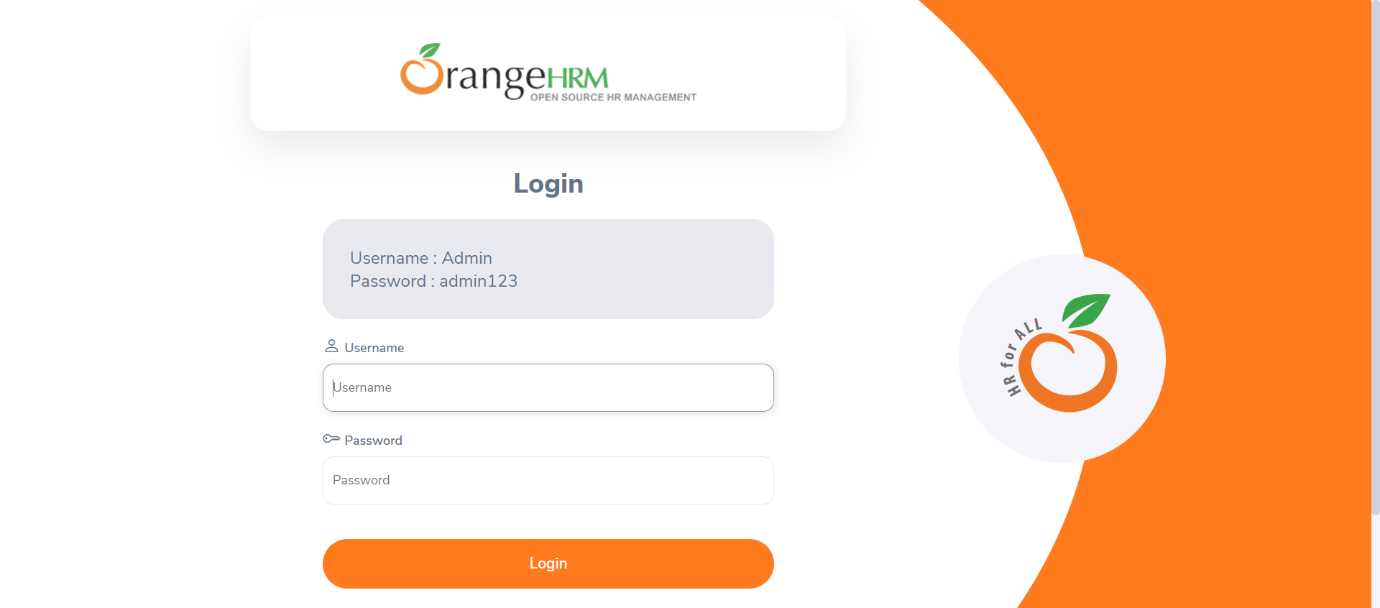 OrangeHRM
OPEN SOURCE HR MANAGEMENT
Login
Username : Admin
Password : admin123
Username
Username
Password
Password
Login
HR for ALL